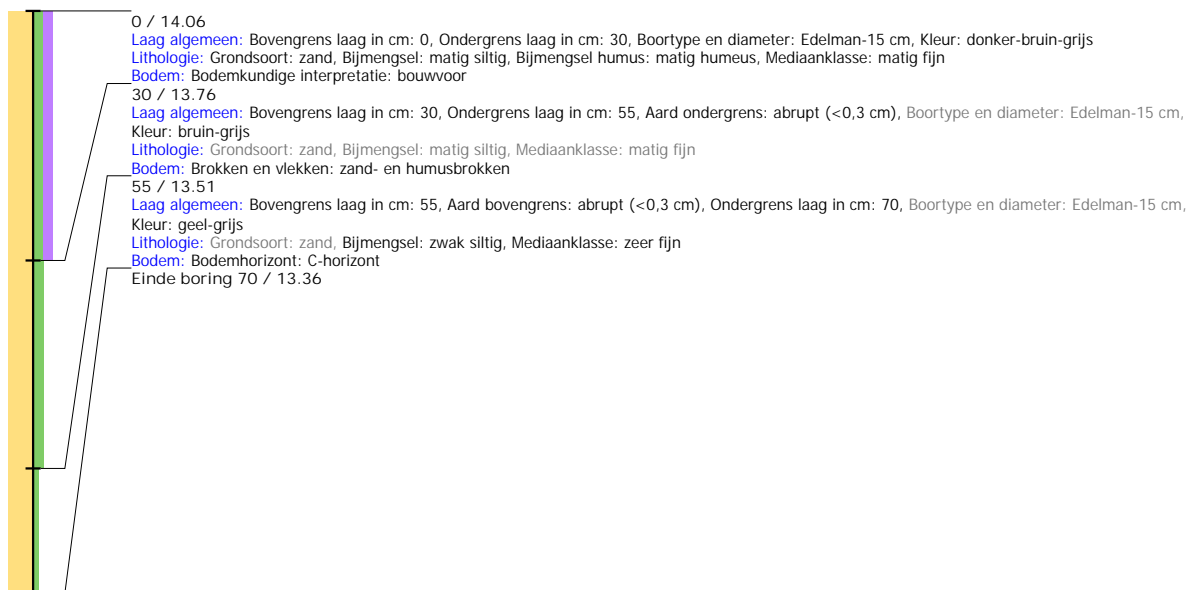 0 / 14.06
Laag algemeen: Bovengrens laag in cm: 0, Ondergrens laag in cm: 30, Boortype en diameter: Edelman-15 cm, Kleur: donker-bruin-grijs
Lithologie: Grondsoort: zand, Bijmengsel: matig siltig, Bijmengsel humus: matig humeus, Mediaanklasse: matig fijn
Bodem: Bodemkundige interpretatie: bouwvoor
30 / 13.76
Laag algemeen: Bovengrens laag in cm: 30, Ondergrens laag in cm: 55, Aard ondergrens: abrupt (<0,3 cm), Boortype en diameter: Edelman-15 cm,
Kleur: bruin-grijs
Lithologie: Grondsoort: zand, Bijmengsel: matig siltig, Mediaanklasse: matig fijn
Bodem: Brokken en vlekken: zand- en humusbrokken
55 / 13.51
Laag algemeen: Bovengrens laag in cm: 55, Aard bovengrens: abrupt (<0,3 cm), Ondergrens laag in cm: 70, Boortype en diameter: Edelman-15 cm,
Kleur: geel-grijs
Lithologie: Grondsoort: zand, Bijmengsel: zwak siltig, Mediaanklasse: zeer fijn
Bodem: Bodemhorizont: C-horizont
Einde boring 70 / 13.36